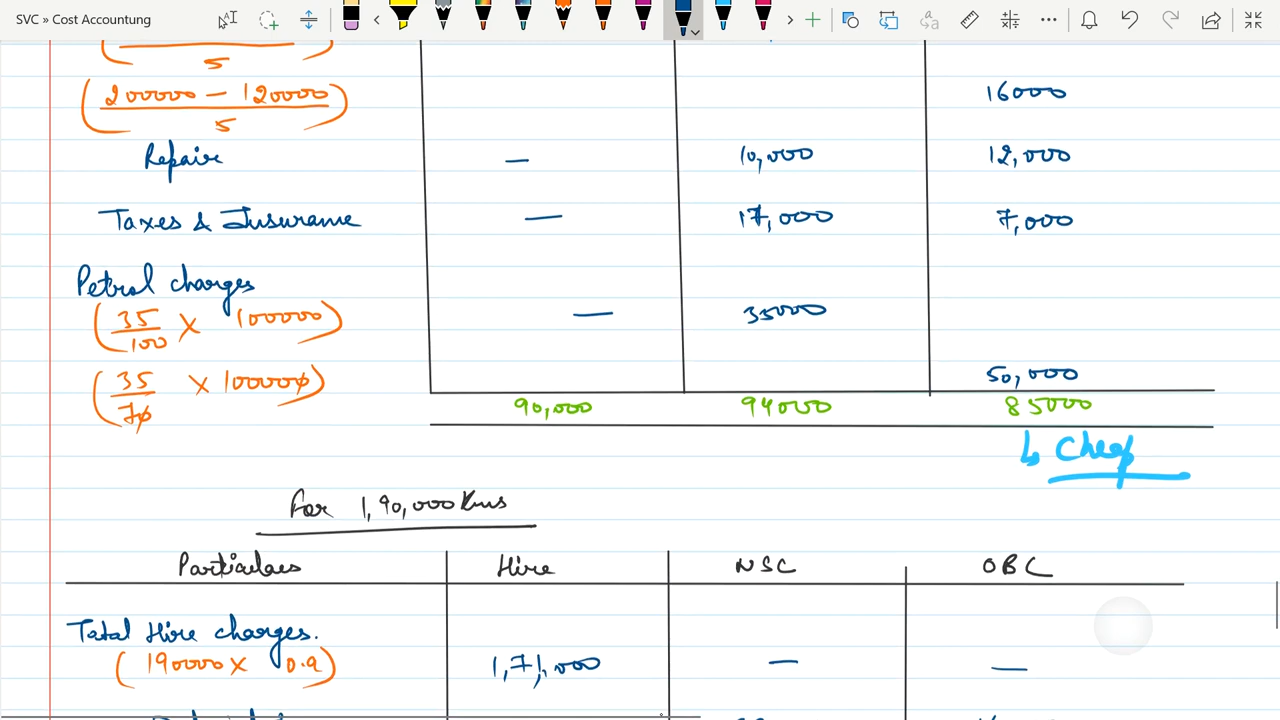 SVC » Cost Accountung
5
(200000 - 120000 / 5) 16000
Repair — 10,000 12,000
Taxes & Insurance — 17,000 7,000
Petrol charges
(35/100 × 100000) — 35000
(35/70 × 100000) 50,000
90,000 94000 85000
↳ Cheap
For 1,90,000 Kms
Particulars Hire NSC OBC
Total Hire charges.
(190000 × 0.9) 1,71,000 — —